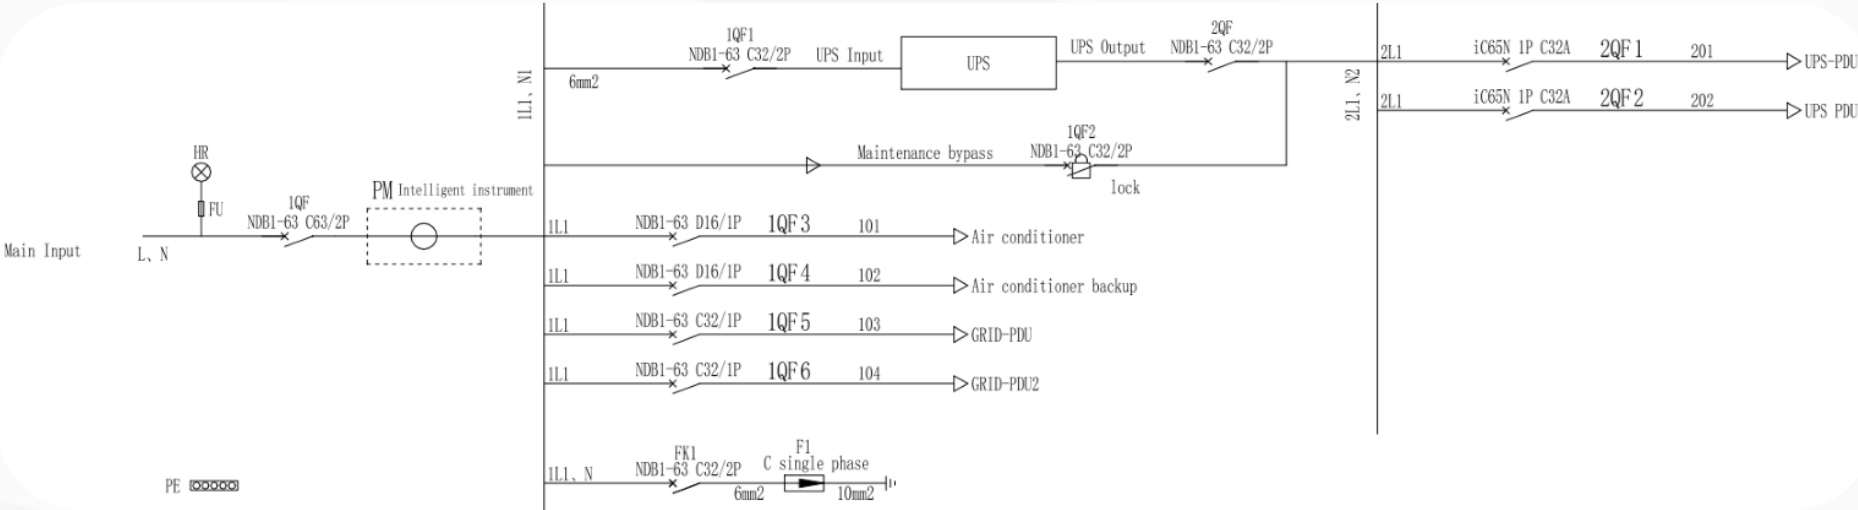 1QF1
NDB1-63 C32/2P
UPS Input
UPS
UPS Output
2QF
NDB1-63 C32/2P
6mm2
1L1、N1
2L1、N2
2L1
iC65N 1P C32A
2QF1
201
UPS-PDU
2L1
iC65N 1P C32A
2QF2
202
UPS PDU
Maintenance bypass
1QF2
NDB1-63 C32/2P
lock
HR
FU
1QF
NDB1-63 C63/2P
PM Intelligent instrument
Main Input
L、N
1L1
NDB1-63 D16/1P
1QF3
101
Air conditioner
1L1
NDB1-63 D16/1P
1QF4
102
Air conditioner backup
1L1
NDB1-63 C32/1P
1QF5
103
GRID-PDU
1L1
NDB1-63 C32/1P
1QF6
104
GRID-PDU2
1L1、N
FK1
NDB1-63 C32/2P
6mm2
F1
C single phase
10mm2
PE